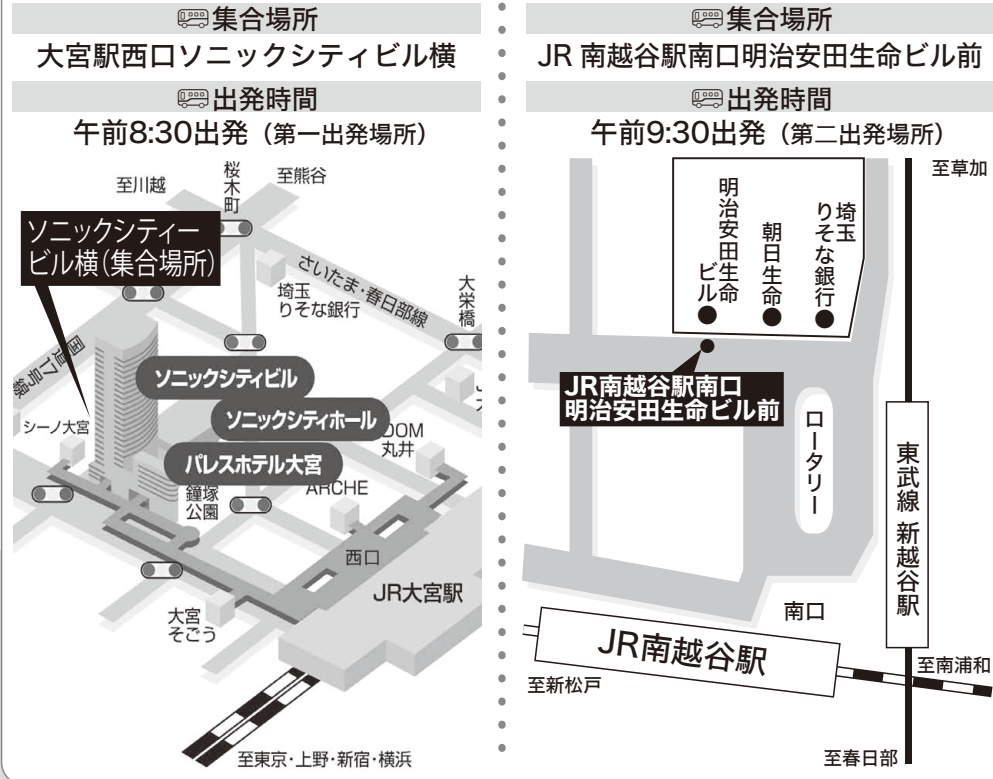 集合場所
大宮駅西口ソニックシティビル横
出発時間
午前8:30出発（第一出発場所）
至川越
桜木町
至熊谷
ソニックシティー
ビル横(集合場所)
さいたま・春日部線
埼玉
りそな銀行
大栄橋
国道17号線
ソニックシティビル
ソニックシティホール
パレスホテル大宮
シーノ大宮
DOM
丸井
鐘塚
公園
ARCHE
西口
JR大宮駅
大宮
そごう
至東京・上野・新宿・横浜
集合場所
JR 南越谷駅南口明治安田生命ビル前
出発時間
午前9:30出発（第二出発場所）
至草加
明治安田生命
ビル
朝日生命
埼玉
りそな銀行
JR南越谷駅南口
明治安田生命ビル前
ロータリー
東武線 新越谷駅
南口
JR南越谷駅
至新松戸
至南浦和
至春日部